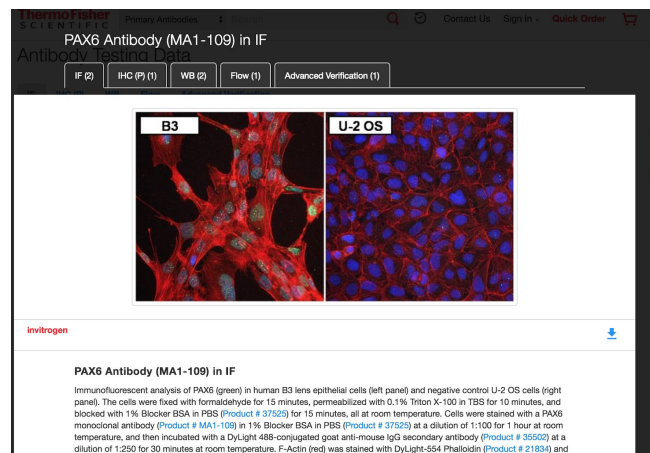 ThermoFisher
SCIENTIFIC
Primary Antibodies
Search
Contact Us
Sign In
Quick Order
Antibody Testing Data
PAX6 Antibody (MA1-109) in IF
IF (2)
IHC (P) (1)
WB (2)
Flow (1)
Advanced Verification (1)
B3
U-2 OS
invitrogen
PAX6 Antibody (MA1-109) in IF
Immunofluorescent analysis of PAX6 (green) in human B3 lens epithelial cells (left panel) and negative control U-2 OS cells (right
panel). The cells were fixed with formaldehyde for 15 minutes, permeabilized with 0.1% Triton X-100 in TBS for 10 minutes, and
blocked with 1% Blocker BSA in PBS (Product # 37525) for 15 minutes, all at room temperature. Cells were stained with a PAX6
monoclonal antibody (Product # MA1-109) in 1% Blocker BSA in PBS (Product # 37525) at a dilution of 1:100 for 1 hour at room
temperature, and then incubated with a DyLight 488-conjugated goat anti-mouse IgG secondary antibody (Product # 35502) at a
dilution of 1:250 for 30 minutes at room temperature. F-Actin (red) was stained with DyLight-554 Phalloidin (Product # 21834) and